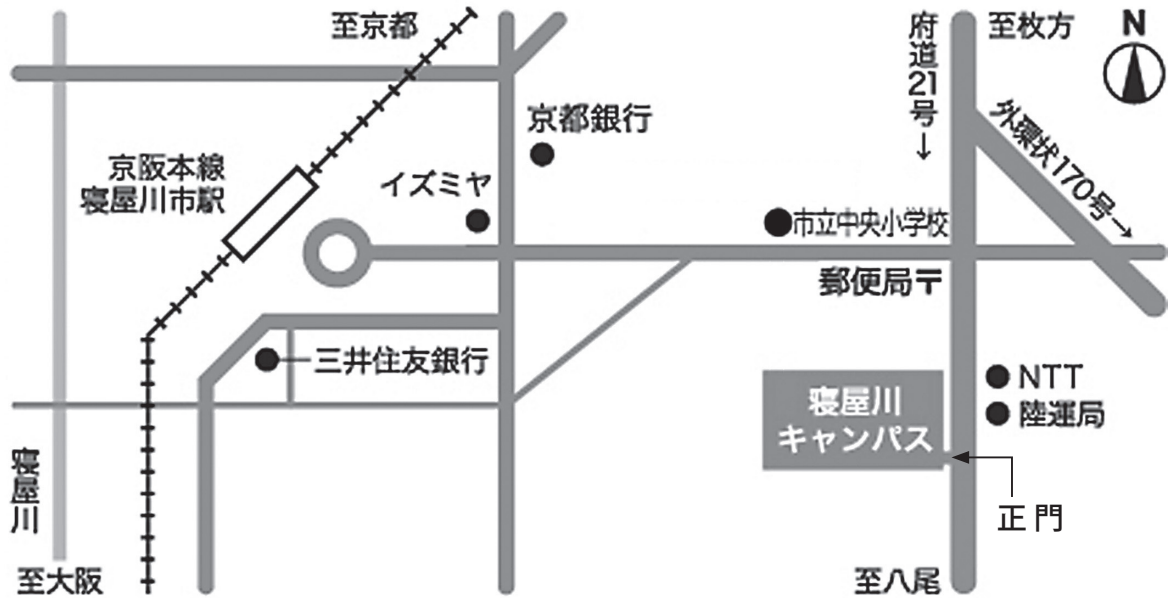 至京都
府道21号↓
至枚方
N
外環状170号→
京都銀行
京阪本線
寝屋川市駅
イズミヤ
市立中央小学校
郵便局〒
三井住友銀行
NTT
陸運局
寝屋川
キャンパス
寝屋川
正門
至大阪
至八尾